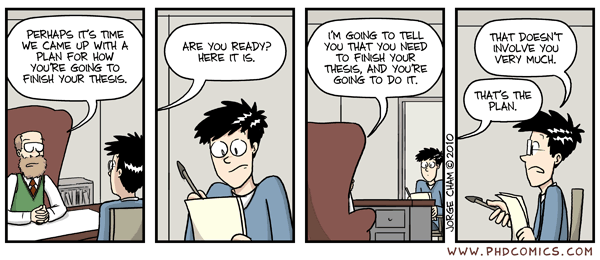 PERHAPS IT'S TIME
WE CAME UP WITH A
PLAN FOR HOW
YOU'RE GOING TO
FINISH YOUR THESIS.
ARE YOU READY?
HERE IT IS.
I'M GOING TO TELL
YOU THAT YOU NEED
TO FINISH YOUR
THESIS, AND YOU'RE
GOING TO DO IT.
JORGE CHAM © 2010
THAT DOESN'T
INVOLVE YOU
VERY MUCH.
THAT'S THE
PLAN.
WWW.PHDCOMICS.COM